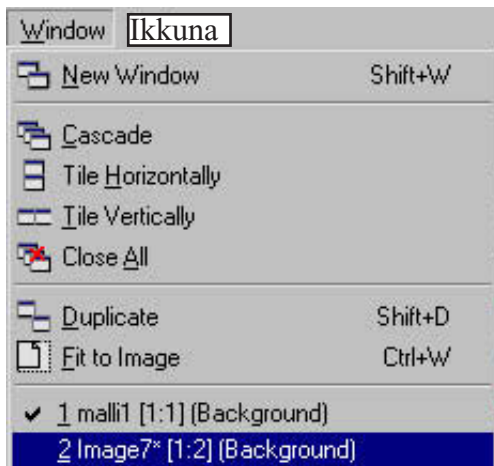 Window Ikkuna
New Window Shift+W
Cascade
Tile Horizontally
Tile Vertically
Close All
Duplicate Shift+D
Fit to Image Ctrl+W
✔ 1 malli1 [1:1] (Background)
2 Image7* [1:2] (Background)